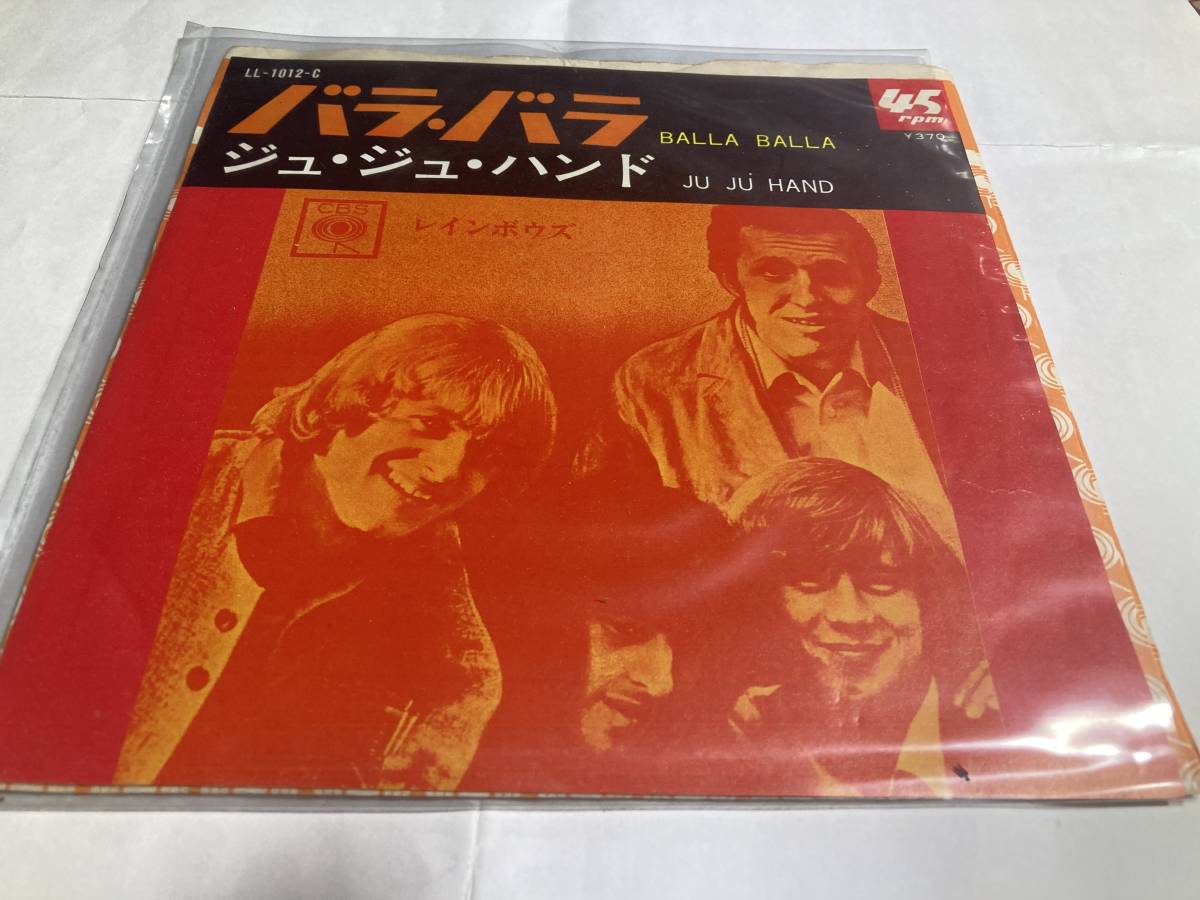 LL-1012-C
バラ・バラ BALLA BALLA
ジュ・ジュ・ハンド JU JU HAND
45
rpm
¥370
CBS
レインボウズ